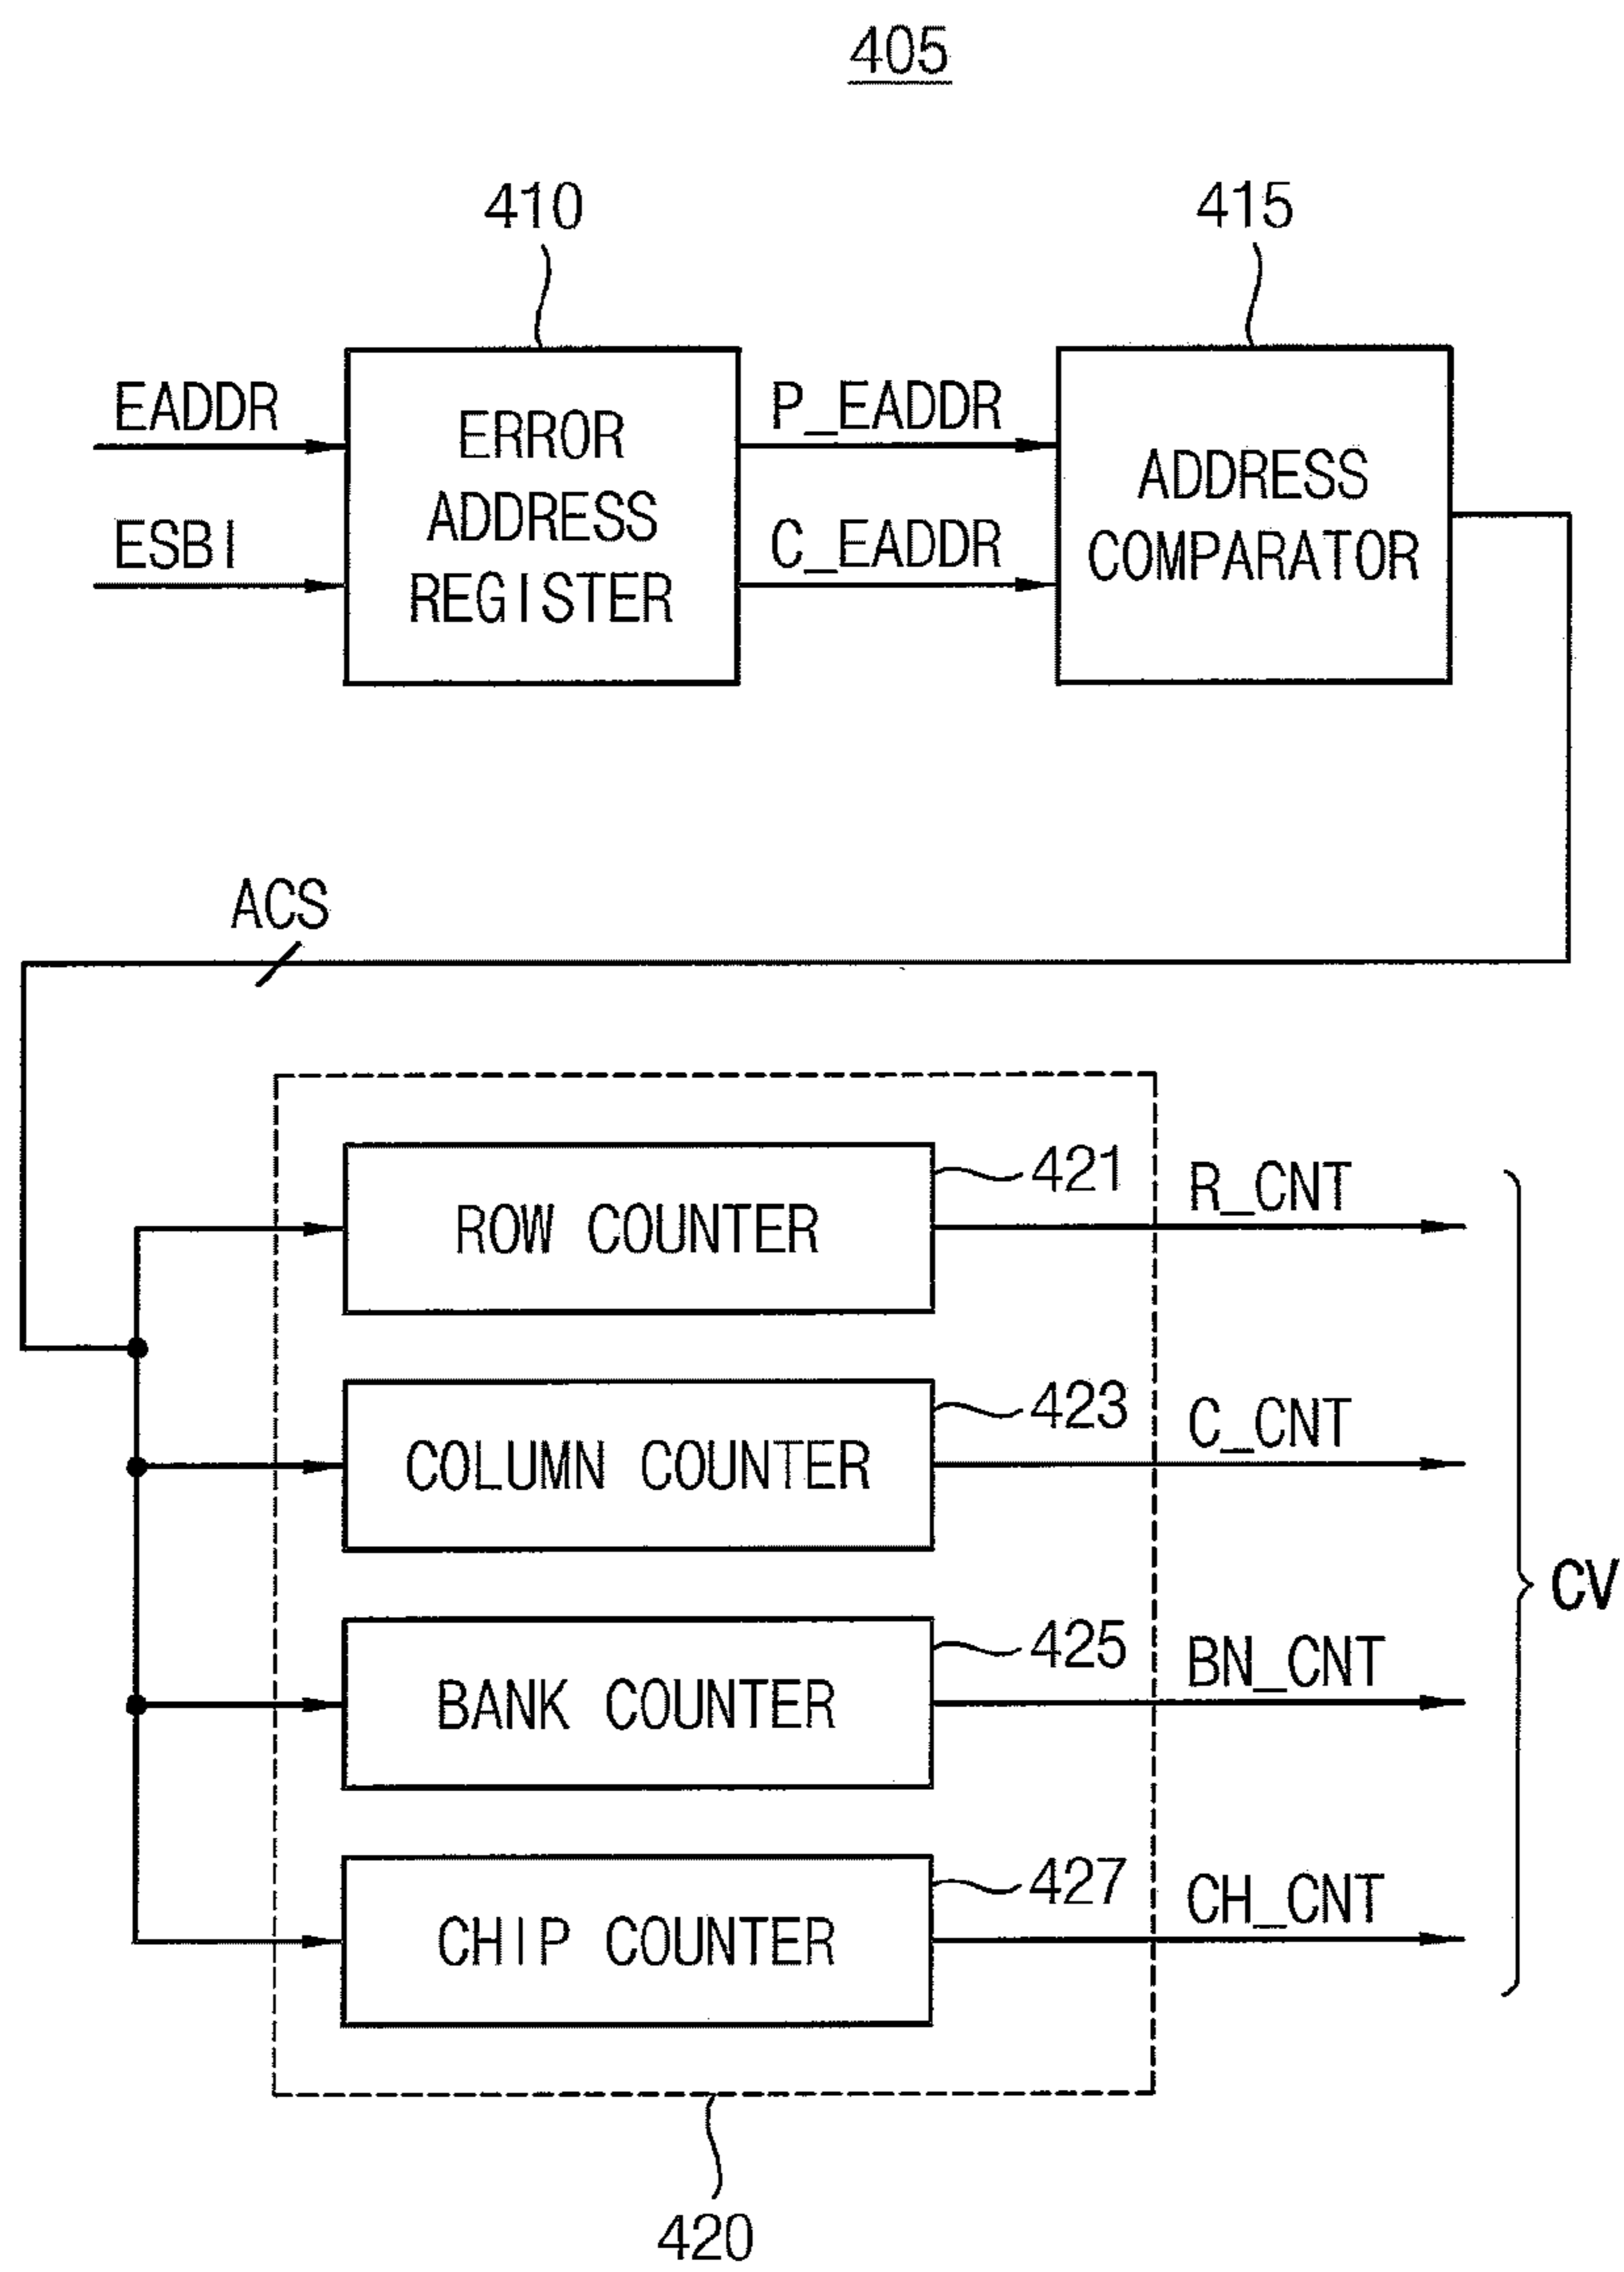 405
410
415
EADDR
ESBI
ERROR
ADDRESS
REGISTER
P_EADDR
C_EADDR
ADDRESS
COMPARATOR
ACS
ROW COUNTER
421
R_CNT
COLUMN COUNTER
423
C_CNT
BANK COUNTER
425
BN_CNT
CHIP COUNTER
427
CH_CNT
CV
420